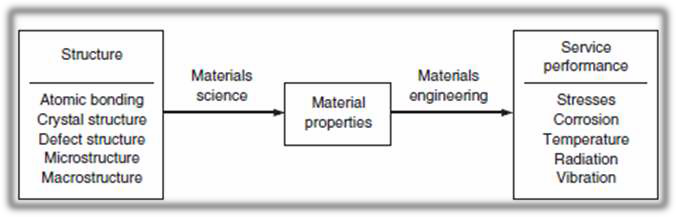 Structure
Atomic bonding
Crystal structure
Defect structure
Microstructure
Macrostructure
Materials
science
Material
properties
Materials
engineering
Service
performance
Stresses
Corrosion
Temperature
Radiation
Vibration